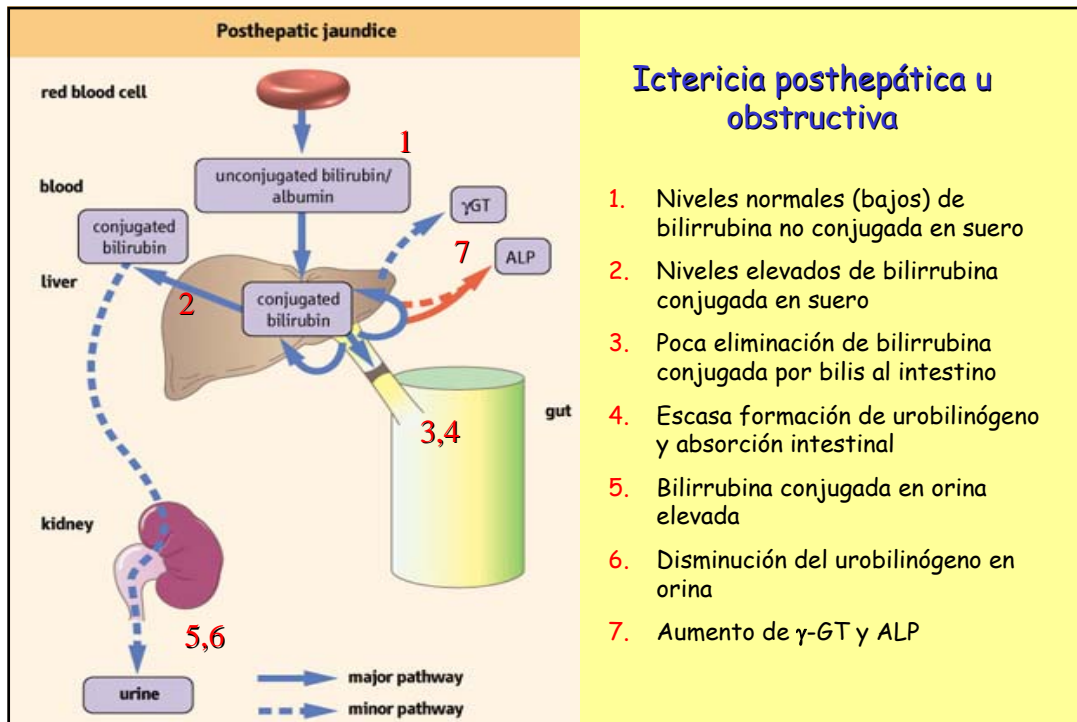 Posthepatic jaundice
red blood cell
1
blood
unconjugated bilirubin/
albumin
γGT
conjugated
bilirubin
7
ALP
liver
2
conjugated
bilirubin
gut
3,4
kidney
5,6
urine
major pathway
minor pathway
Ictericia posthepática u
obstructiva
1. Niveles normales (bajos) de
bilirrubina no conjugada en suero
2. Niveles elevados de bilirrubina
conjugada en suero
3. Poca eliminación de bilirrubina
conjugada por bilis al intestino
4. Escasa formación de urobilinógeno
y absorción intestinal
5. Bilirrubina conjugada en orina
elevada
6. Disminución del urobilinógeno en
orina
7. Aumento de γ-GT y ALP